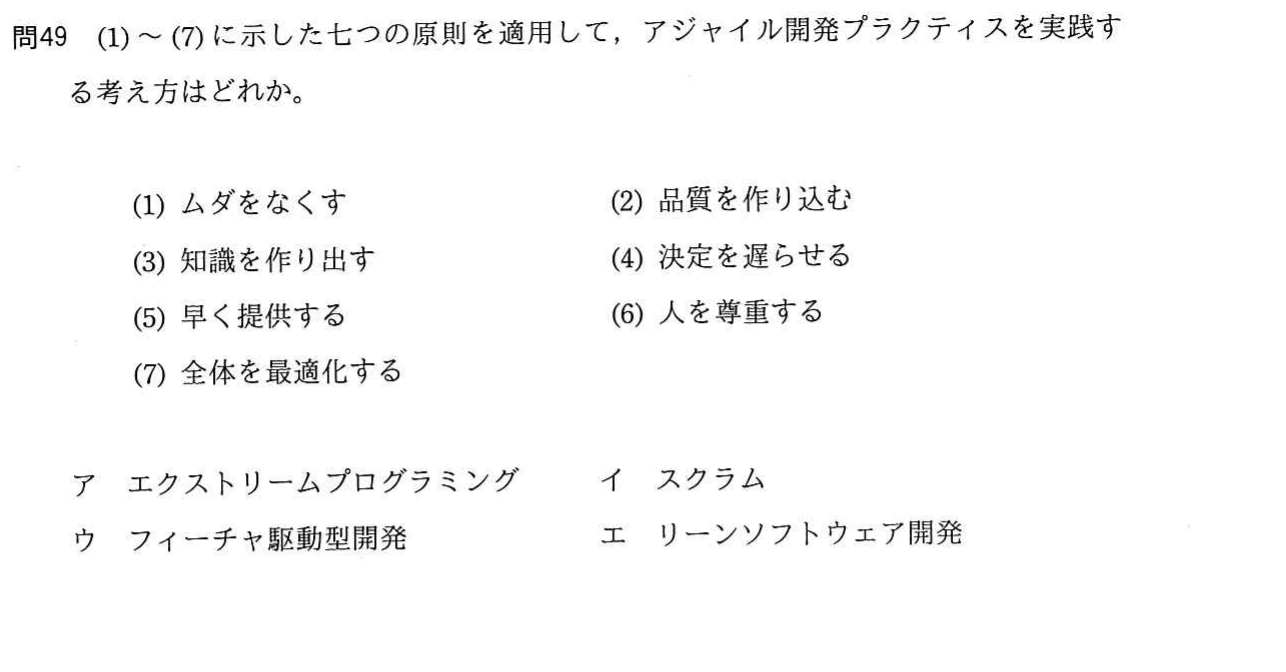 問49 (1)～(7)に示した七つの原則を適用して，アジャイル開発プラクティスを実践す
る考え方はどれか。
(1) ムダをなくす (2) 品質を作り込む
(3) 知識を作り出す (4) 決定を遅らせる
(5) 早く提供する (6) 人を尊重する
(7) 全体を最適化する
ア エクストリームプログラミング イ スクラム
ウ フィーチャ駆動型開発 エ リーンソフトウェア開発